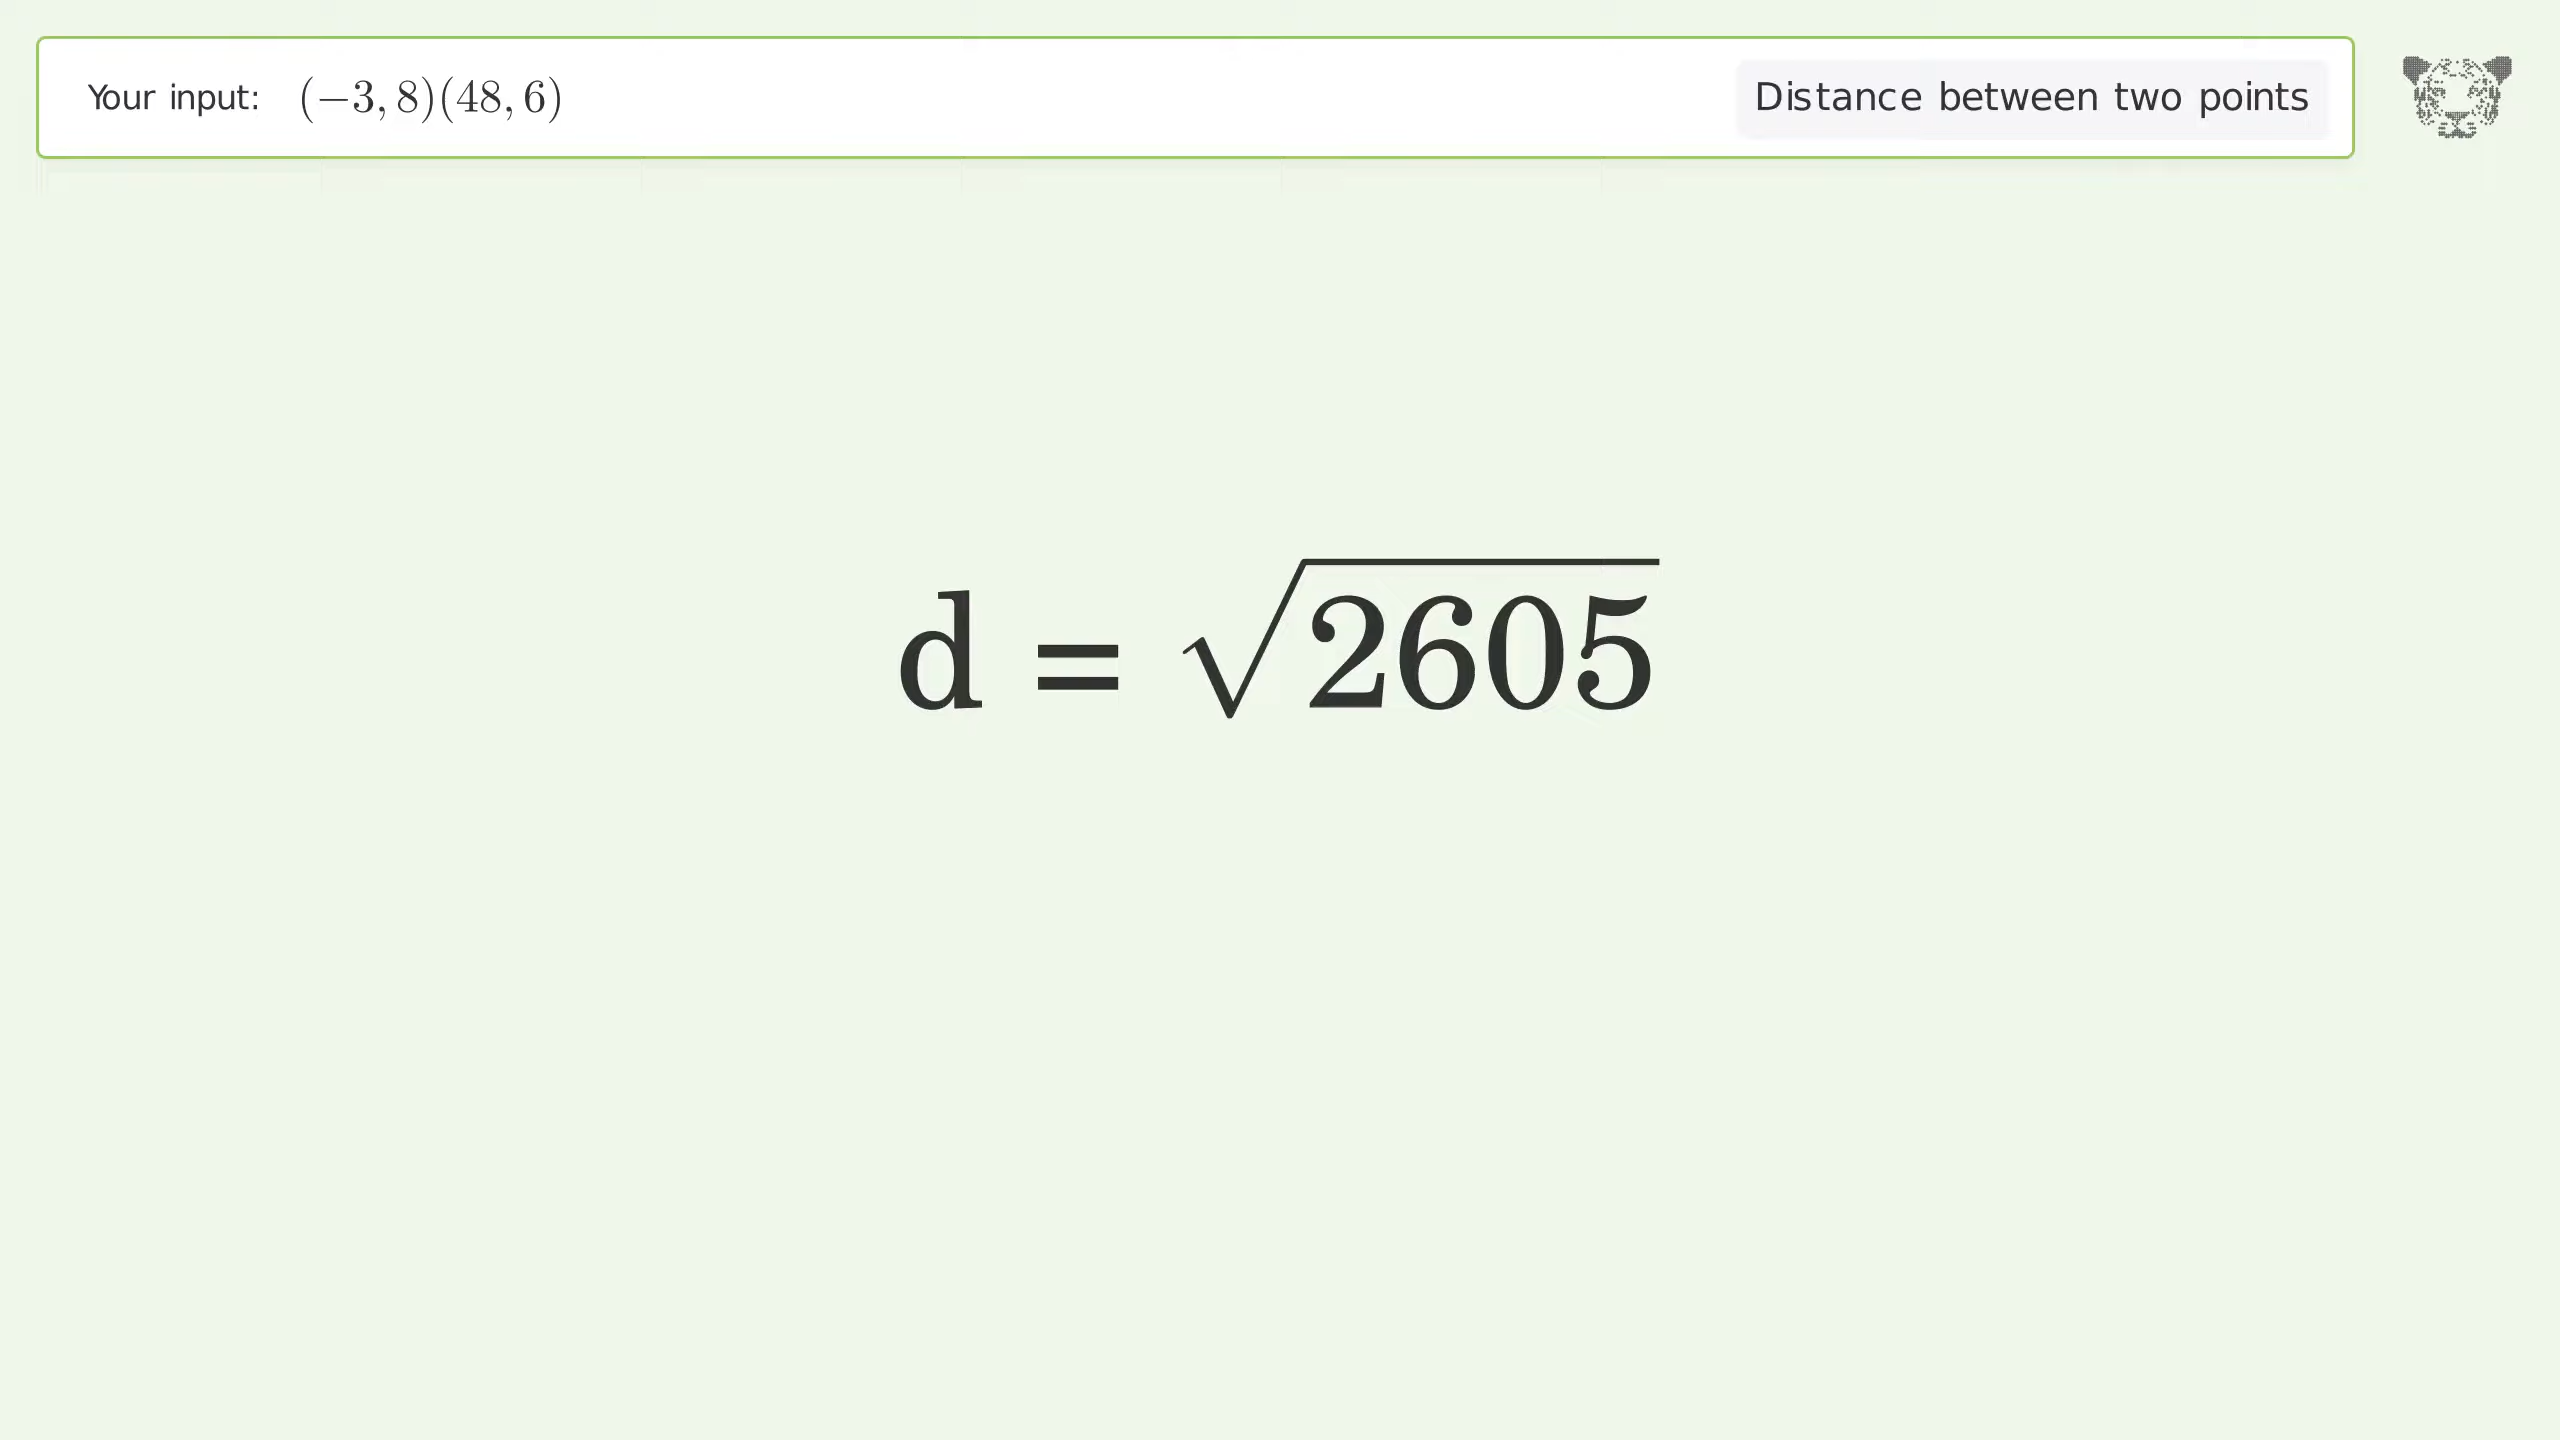 Your input: (−3, 8)(48, 6) Distance between two points
d = √2605